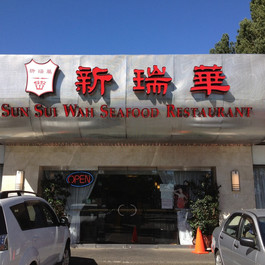 新瑞華
新瑞華
SUN SUI WAH SEAFOOD RESTAURANT
OPEN